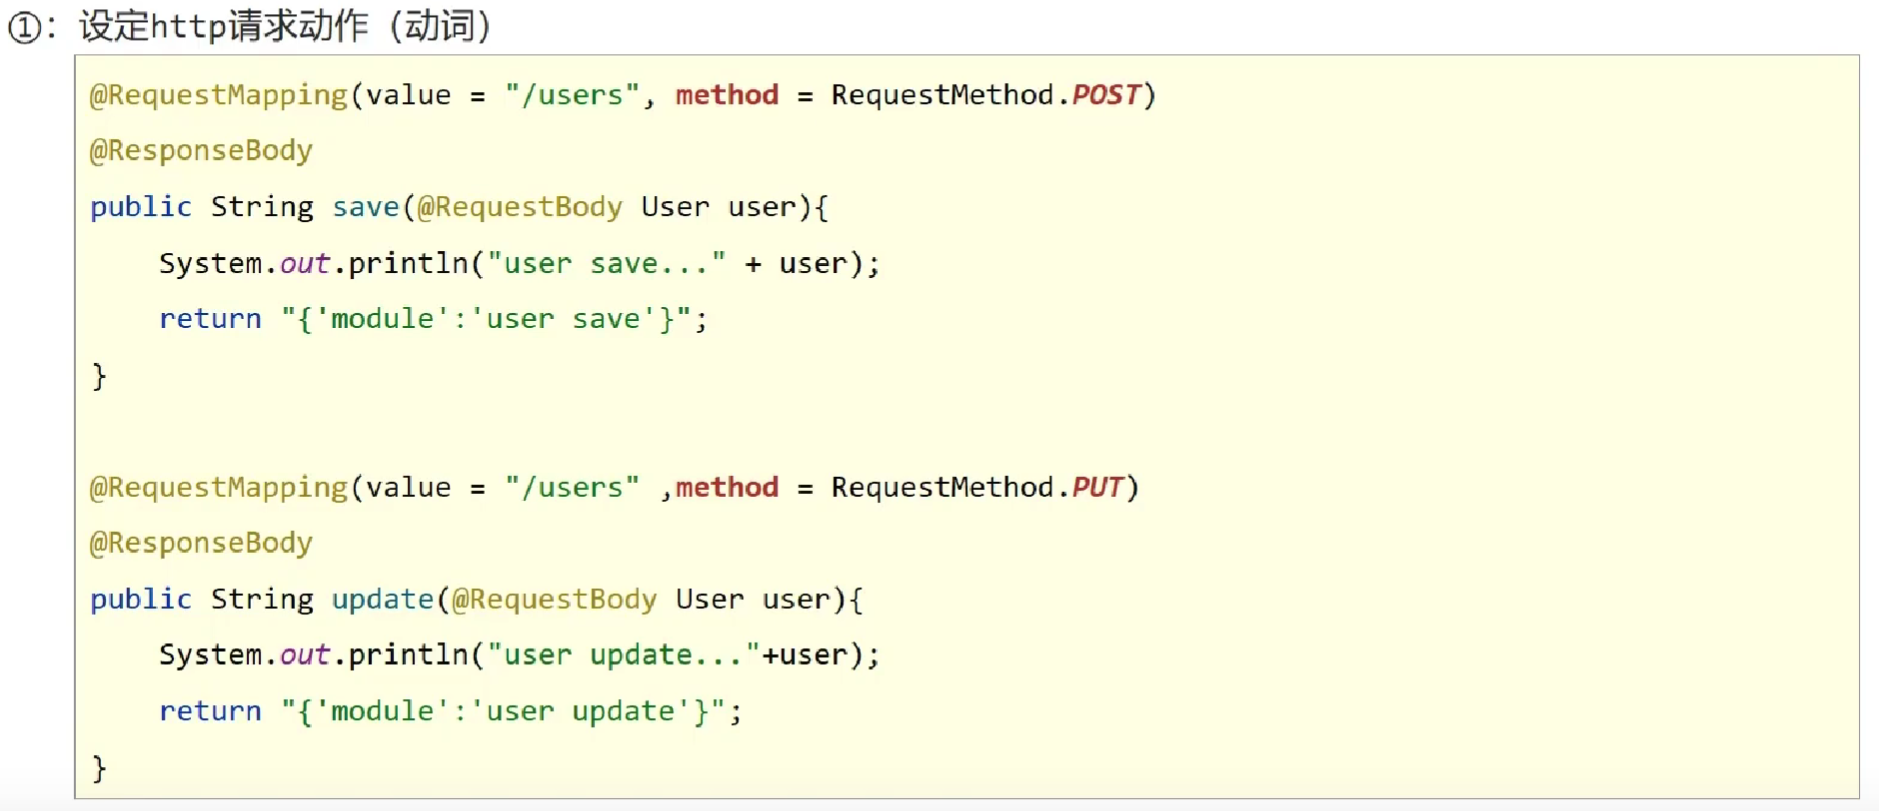 ①：设定http请求动作（动词）
@RequestMapping(value = "/users", method = RequestMethod.POST)
@ResponseBody
public String save(@RequestBody User user){
    System.out.println("user save..." + user);
    return "{'module':'user save'}";
}
@RequestMapping(value = "/users" ,method = RequestMethod.PUT)
@ResponseBody
public String update(@RequestBody User user){
    System.out.println("user update..."+user);
    return "{'module':'user update'}";
}